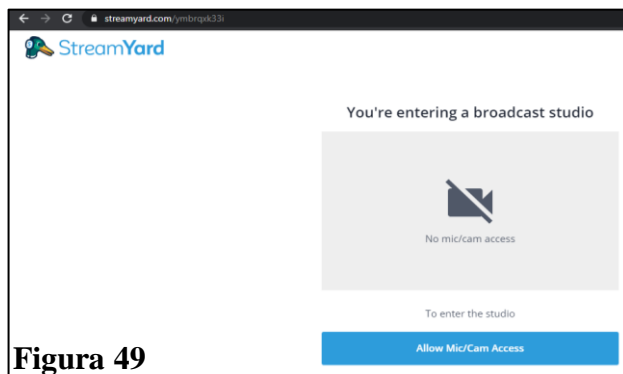 streamyard.com/ymbrqxk33i
StreamYard
You're entering a broadcast studio
No mic/cam access
To enter the studio
Allow Mic/Cam Access
Figura 49